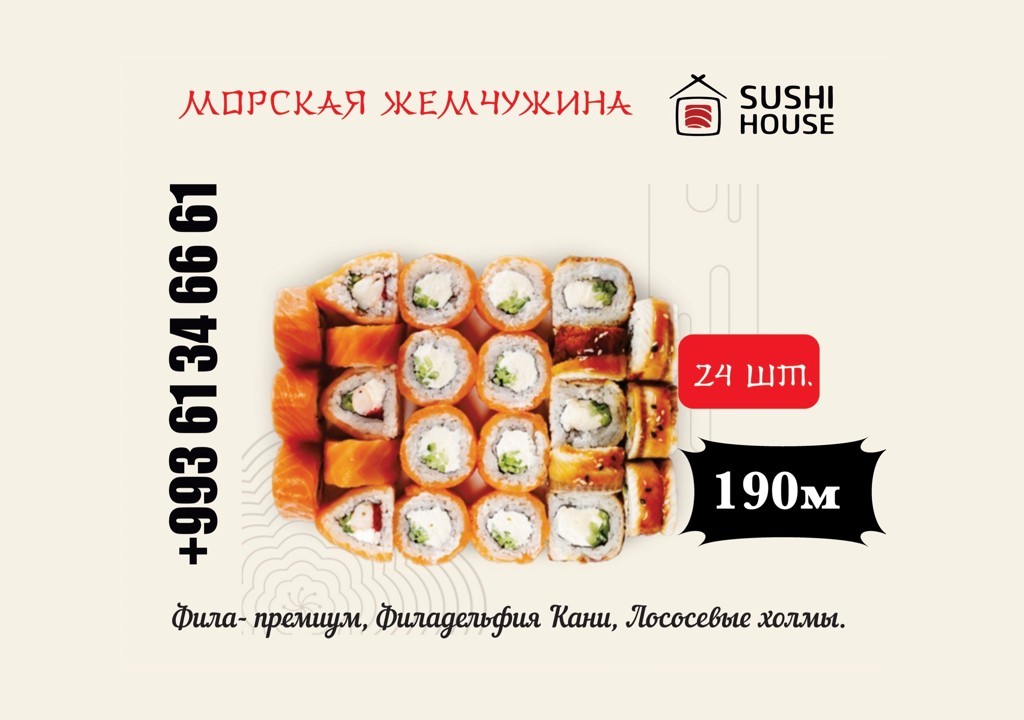 МОРСКАЯ ЖЕМЧУЖИНА
SUSHI
HOUSE
+993 61 34 66 61
24 шт.
190м
Фила- премиум, Филадельфия Кани, Лососевые холмы.